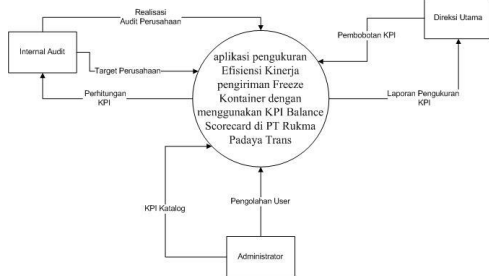 Realisasi
Audit Perusahaan
Direksi Utama
Pembobotan KPI
Internal Audit
Target Perusahaan
Perhitungan
KPI
aplikasi pengukuran
Efisiensi Kinerja
pengiriman Freeze
Kontainer dengan
menggunakan KPI Balance
Scorecard di PT Rukma
Padaya Trans
Laporan Pengukuran
KPI
KPI Katalog
Pengolahan User
Administrator